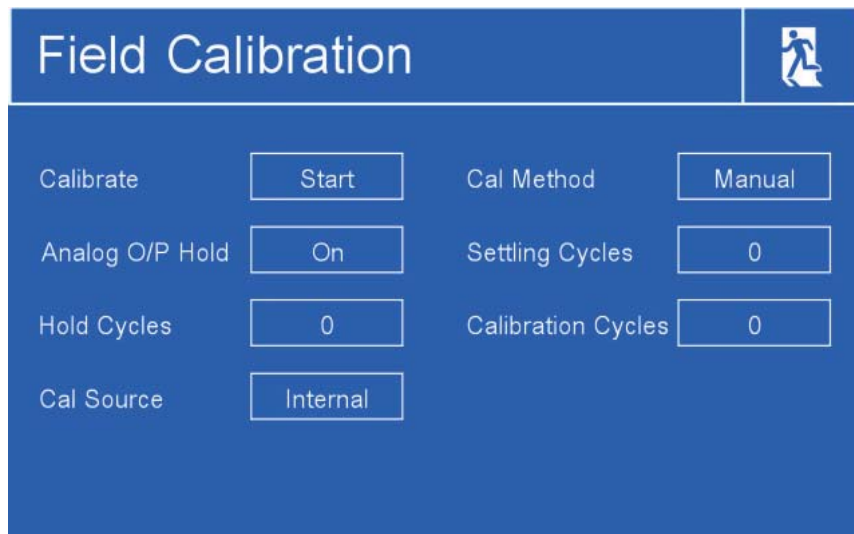 Field Calibration
Calibrate Start Cal Method Manual
Analog O/P Hold On Settling Cycles 0
Hold Cycles 0 Calibration Cycles 0
Cal Source Internal